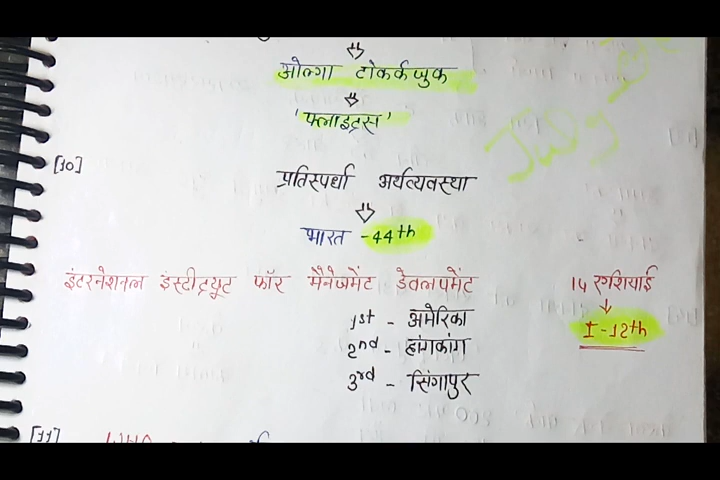 ओल्गा टोकर्कजुक
'फ्लाइट्स'
[10]
प्रतिस्पर्धा अर्थव्यवस्था
भारत - 44th
इंटरनेशनल इंस्टीट्यूट फॉर मैनेजमेंट डेवलपमेंट
1st - अमेरिका
2nd - हांगकांग
3rd - सिंगापुर
14 एशियाई
I - 12th
[11]